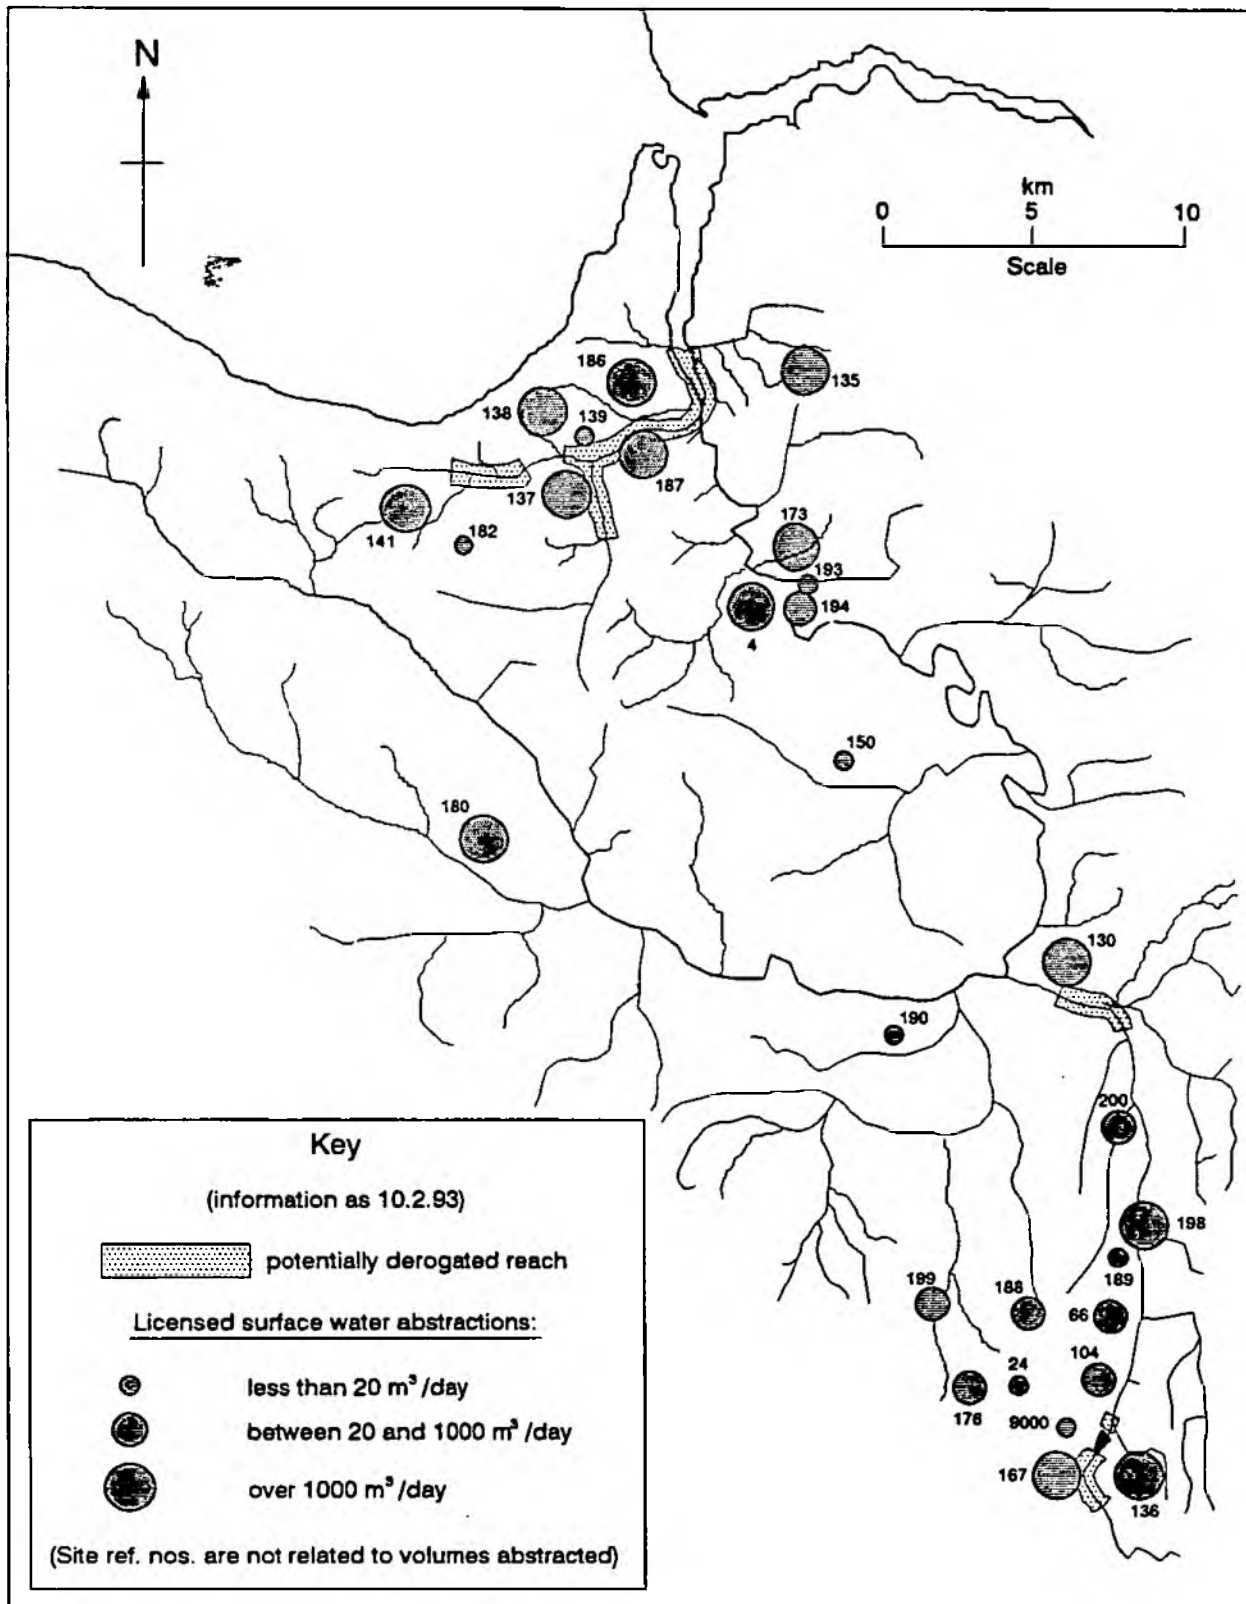 N
km
0 5 10
Scale
186
135
138
139
187
137
141
182
173
193
194
4
150
180
130
190
200
198
189
199
188
66
24
104
176
9000
167
136
Key
(information as 10.2.93)
potentially derogated reach
Licensed surface water abstractions:
less than 20 m³/day
between 20 and 1000 m³/day
over 1000 m³/day
(Site ref. nos. are not related to volumes abstracted)